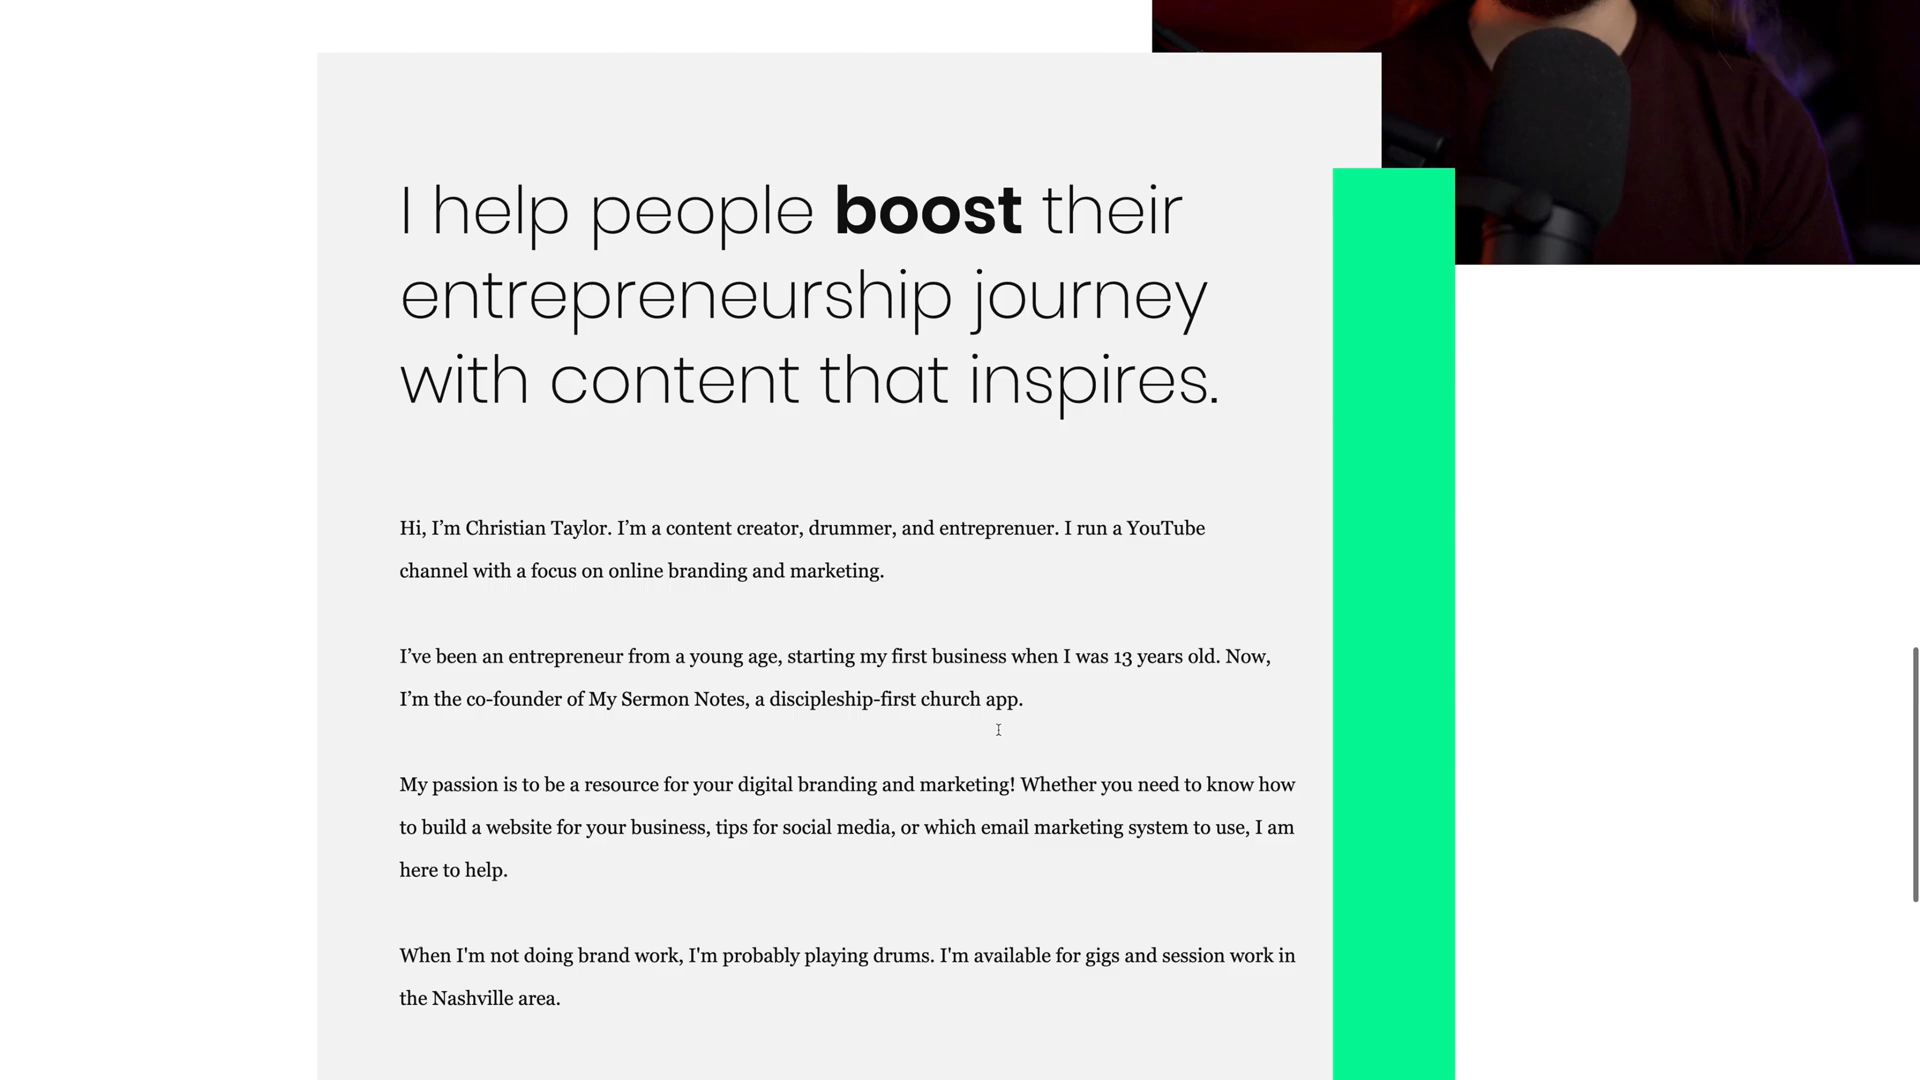 I help people boost their
entrepreneurship journey
with content that inspires.
Hi, I’m Christian Taylor. I’m a content creator, drummer, and entreprenuer. I run a YouTube
channel with a focus on online branding and marketing.
I’ve been an entrepreneur from a young age, starting my first business when I was 13 years old. Now,
I’m the co-founder of My Sermon Notes, a discipleship-first church app.
My passion is to be a resource for your digital branding and marketing! Whether you need to know how
to build a website for your business, tips for social media, or which email marketing system to use, I am
here to help.
When I'm not doing brand work, I'm probably playing drums. I'm available for gigs and session work in
the Nashville area.